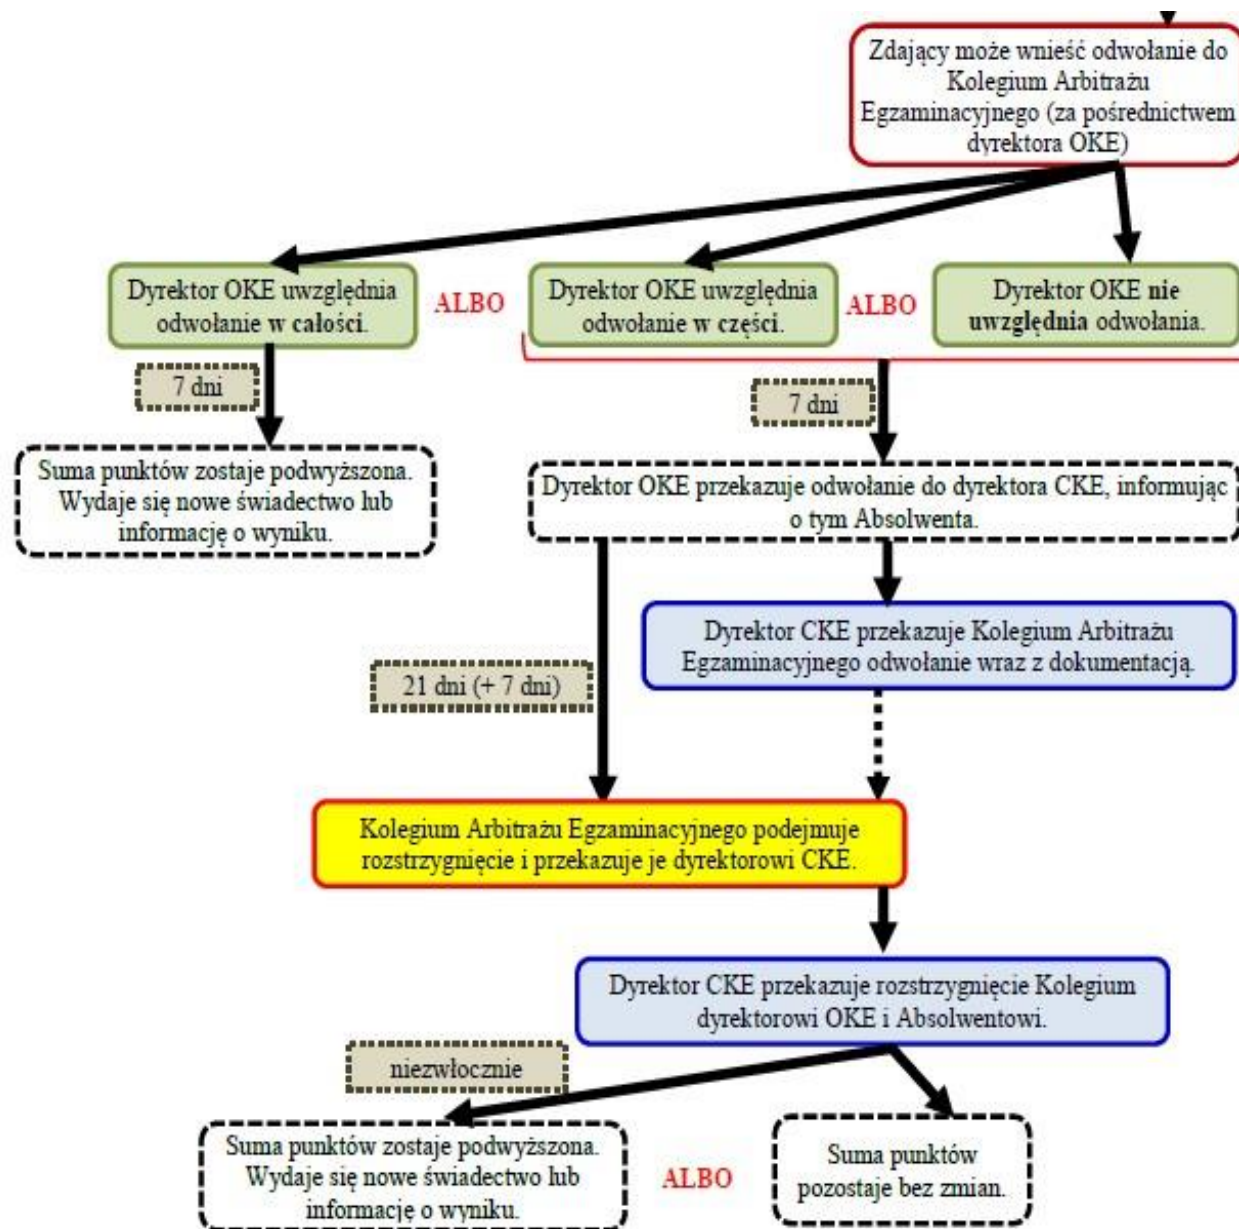 Zdający może wnieść odwołanie do
Kolegium Arbitrażu
Egzaminacyjnego (za pośrednictwem
dyrektora OKE)
Dyrektor OKE uwzględnia
odwołanie w całości.
ALBO
Dyrektor OKE uwzględnia
odwołanie w części.
ALBO
Dyrektor OKE nie
uwzględnia odwołania.
7 dni
7 dni
Suma punktów zostaje podwyższona.
Wydaje się nowe świadectwo lub
informację o wyniku.
Dyrektor OKE przekazuje odwołanie do dyrektora CKE, informując
o tym Absolwenta.
Dyrektor CKE przekazuje Kolegium Arbitrażu
Egzaminacyjnego odwołanie wraz z dokumentacją.
21 dni (+ 7 dni)
Kolegium Arbitrażu Egzaminacyjnego podejmuje
rozstrzygnięcie i przekazuje je dyrektorowi CKE.
Dyrektor CKE przekazuje rozstrzygnięcie Kolegium
dyrektorowi OKE i Absolwentowi.
niezwłocznie
Suma punktów zostaje podwyższona.
Wydaje się nowe świadectwo lub
informację o wyniku.
ALBO
Suma punktów
pozostaje bez zmian.